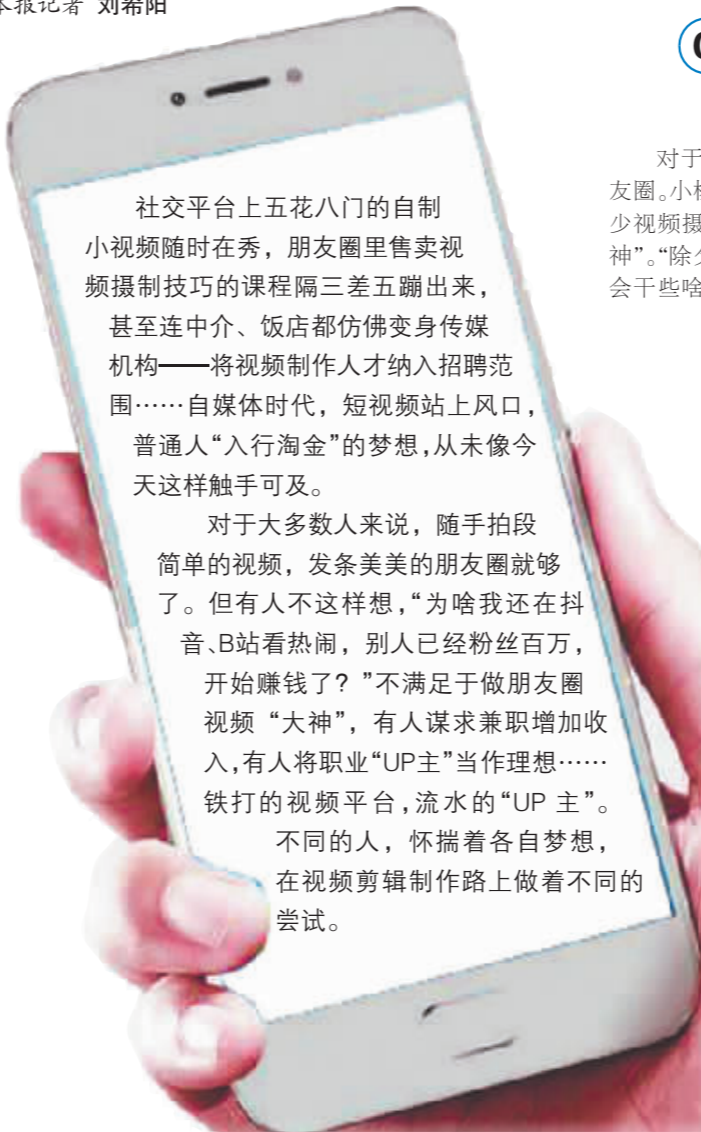 本报记者 刘希阳
社交平台上五花八门的自制
小视频随时在秀，朋友圈里售卖视
频摄制技巧的课程隔三差五蹦出来，
甚至连中介、饭店都仿佛变身传媒
机构——将视频制作人才纳入招聘范
围……自媒体时代，短视频站上风口，
普通人“入行淘金”的梦想，从未像今
天这样触手可及。
对于大多数人来说，随手拍段
简单的视频，发条美美的朋友圈就够
了。但有人不这样想，“为啥我还在抖
音、B站看热闹，别人已经粉丝百万，
开始赚钱了？”不满足于做朋友圈
视频“大神”，有人谋求兼职增加收
入，有人将职业“UP主”当作理想……
铁打的视频平台，流水的“UP 主”。
不同的人，怀揣着各自梦想，
在视频剪辑制作路上做着不同的
尝试。
对于
友圈。小
少视频摄
神”。“除
会干些啥